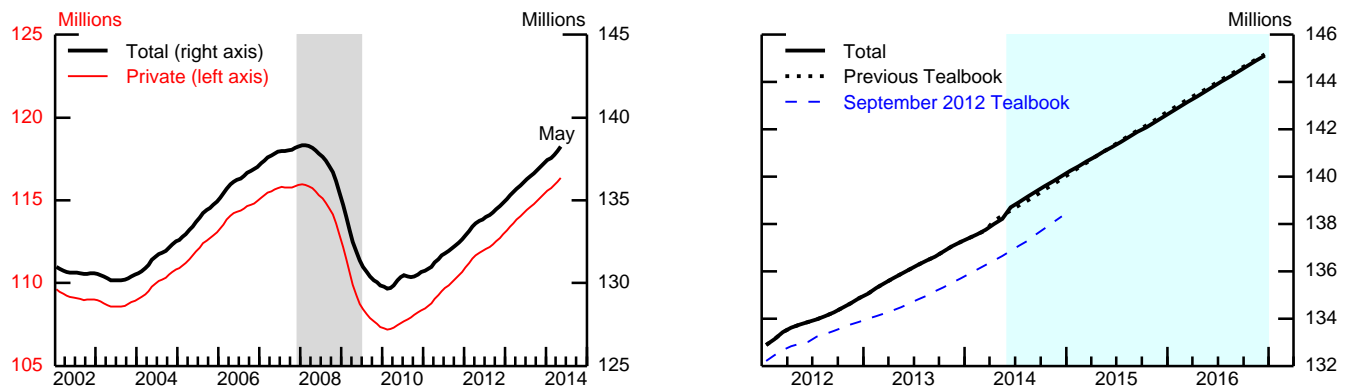 Millions
Millions
125
120
115
110
105
Total (right axis)
Private (left axis)
May
145
140
135
130
125
2002 2004 2006 2008 2010 2012 2014
Millions
Total
Previous Tealbook
September 2012 Tealbook
146
144
142
140
138
136
134
132
2012 2013 2014 2015 2016